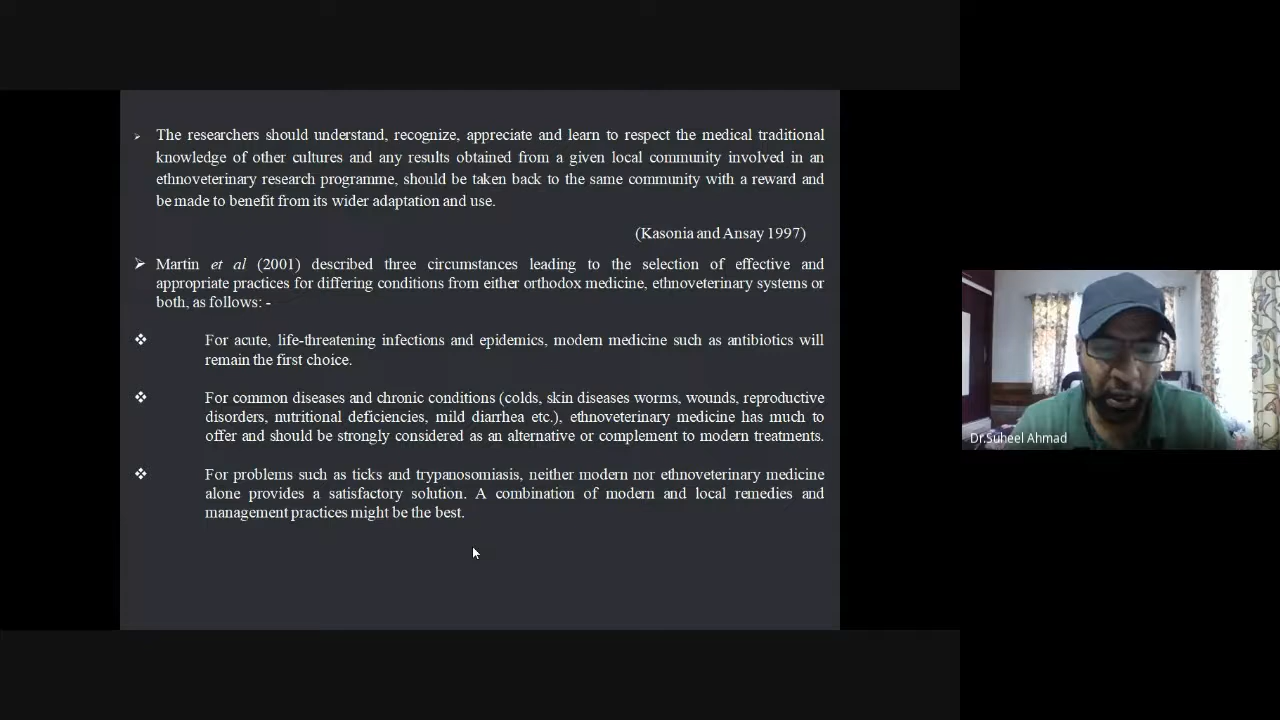 The researchers should understand, recognize, appreciate and learn to respect the medical traditional
knowledge of other cultures and any results obtained from a given local community involved in an
ethnoveterinary research programme, should be taken back to the same community with a reward and
be made to benefit from its wider adaptation and use.
(Kasonia and Ansay 1997)
Martin et al (2001) described three circumstances leading to the selection of effective and
appropriate practices for differing conditions from either orthodox medicine, ethnoveterinary systems or
both, as follows: -
For acute, life-threatening infections and epidemics, modern medicine such as antibiotics will
remain the first choice.
For common diseases and chronic conditions (colds, skin diseases worms, wounds, reproductive
disorders, nutritional deficiencies, mild diarrhea etc.), ethnoveterinary medicine has much to
offer and should be strongly considered as an alternative or complement to modern treatments.
For problems such as ticks and trypanosomiasis, neither modern nor ethnoveterinary medicine
alone provides a satisfactory solution. A combination of modern and local remedies and
management practices might be the best.
Dr.Suheel Ahmad